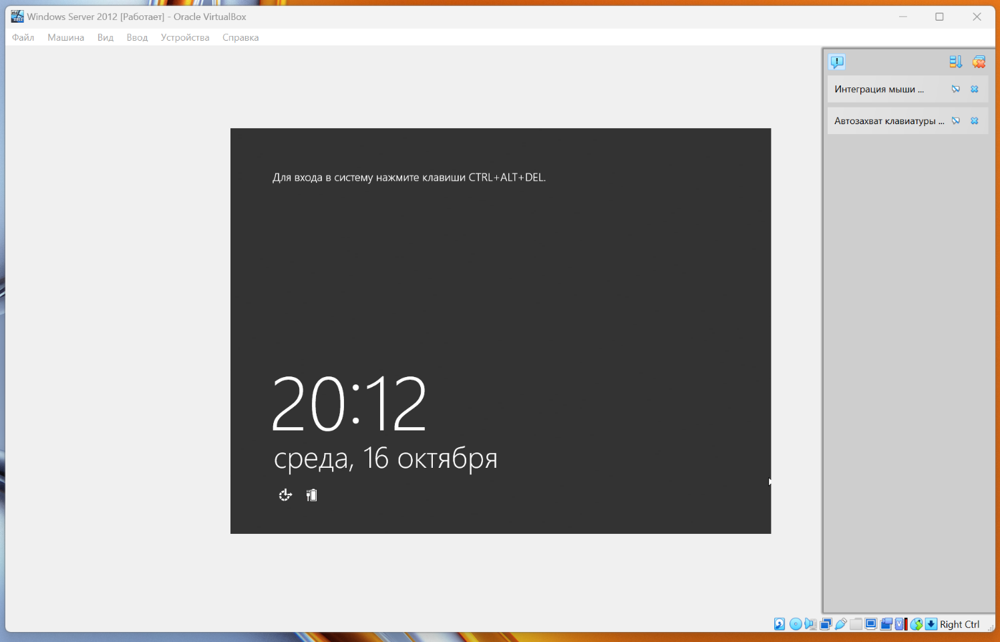 Windows Server 2012 [Работает] - Oracle VirtualBox
Файл Машина Вид Ввод Устройства Справка
Интеграция мыши ...
Автозахват клавиатуры ...
Для входа в систему нажмите клавиши CTRL+ALT+DEL.
20:12
среда, 16 октября
Right Ctrl